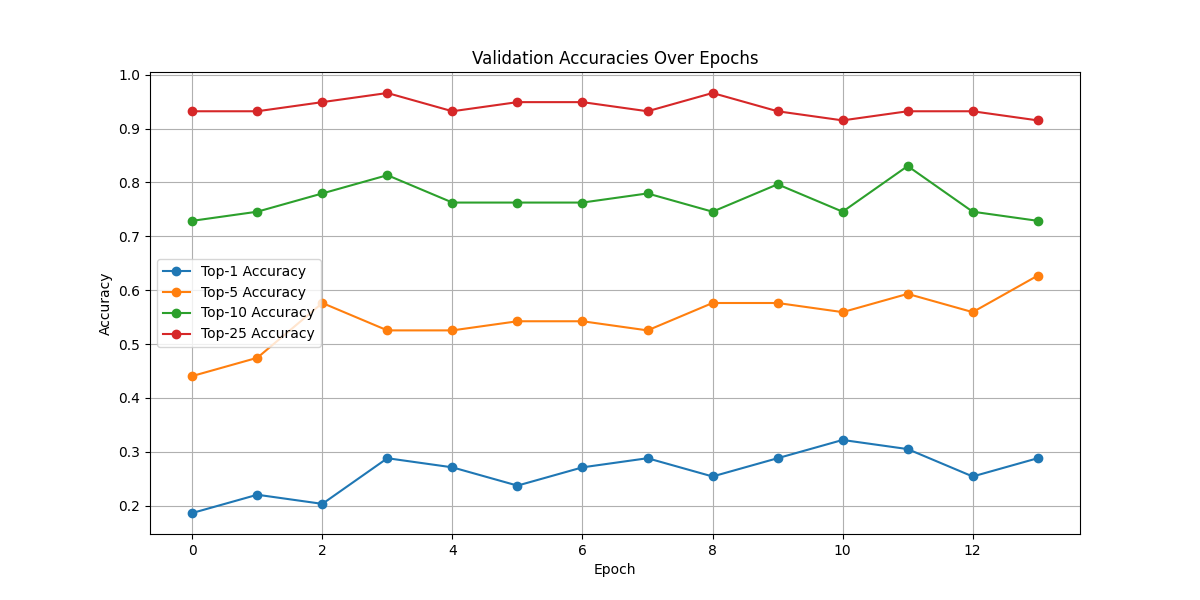 Validation Accuracies Over Epochs
Accuracy
1.0
0.9
0.8
0.7
0.6
0.5
0.4
0.3
0.2
Top-1 Accuracy
Top-5 Accuracy
Top-10 Accuracy
Top-25 Accuracy
0 2 4 6 8 10 12
Epoch